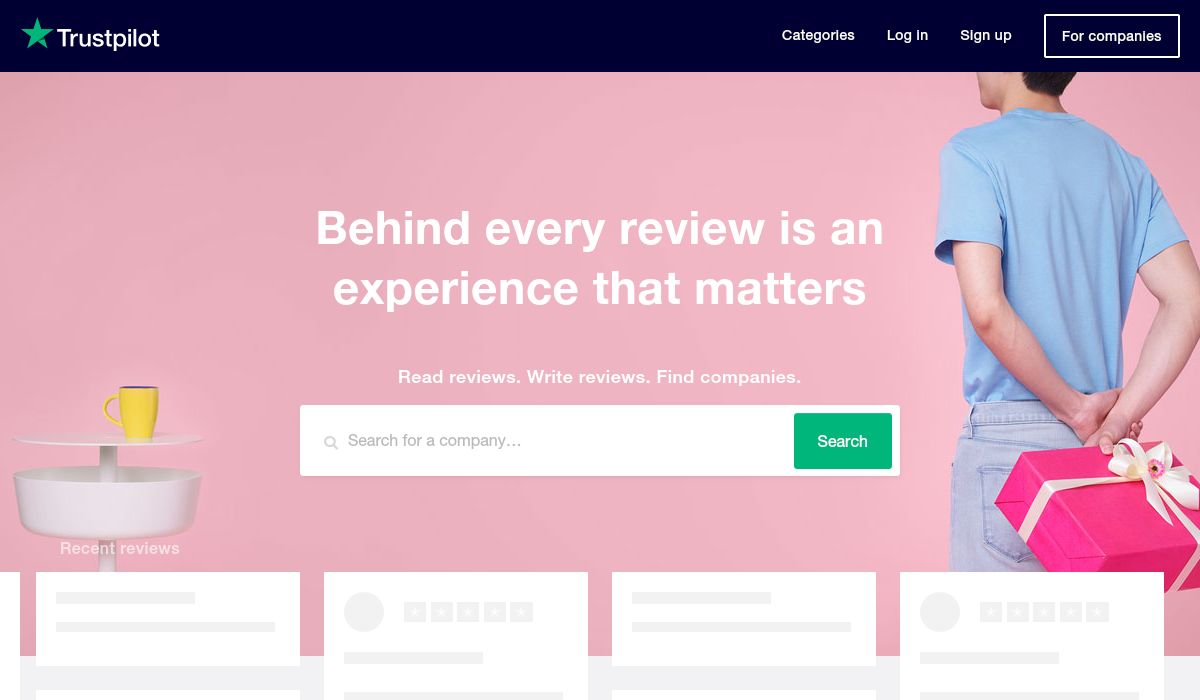 Trustpilot
Categories
Log in
Sign up
For companies
Behind every review is an
experience that matters
Read reviews. Write reviews. Find companies.
Search for a company…
Search
Recent reviews